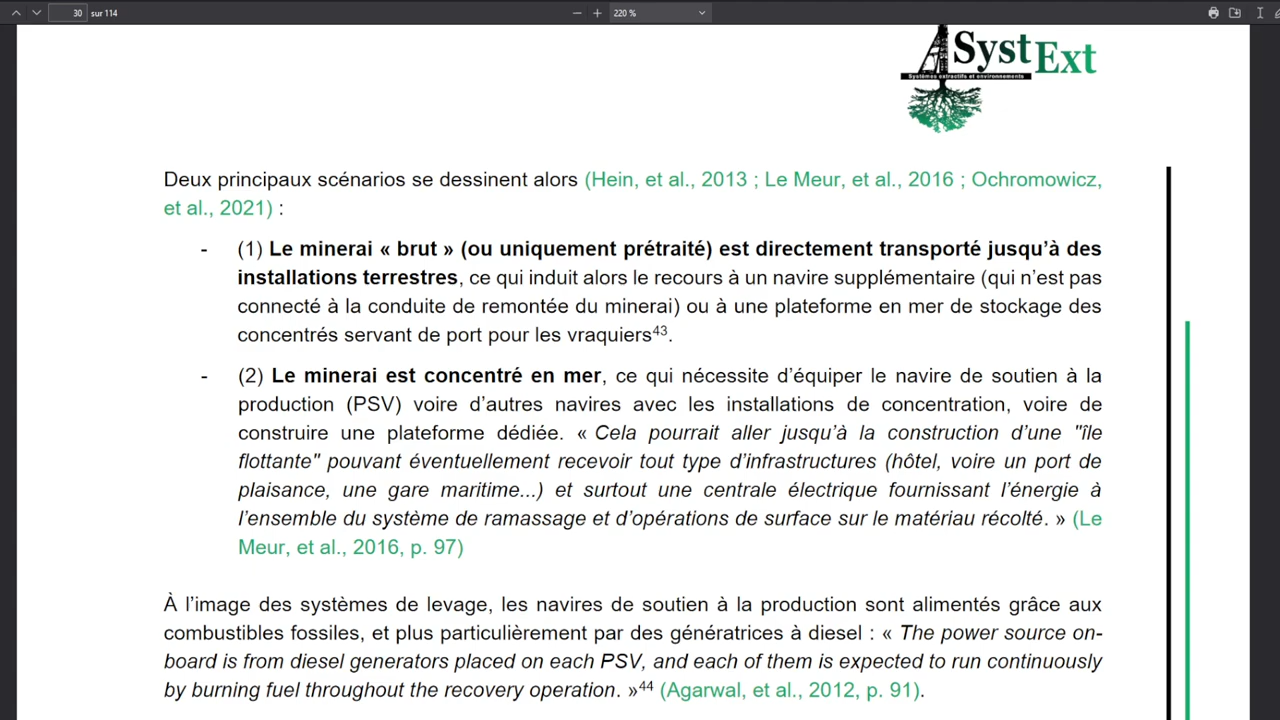 30 sur 114
220 %
SystExt
Systèmes extractifs et environnements
Deux principaux scénarios se dessinent alors (Hein, et al., 2013 ; Le Meur, et al., 2016 ; Ochromowicz,
et al., 2021) :
- (1) Le minerai « brut » (ou uniquement prétraité) est directement transporté jusqu’à des
installations terrestres, ce qui induit alors le recours à un navire supplémentaire (qui n’est pas
connecté à la conduite de remontée du minerai) ou à une plateforme en mer de stockage des
concentrés servant de port pour les vraquiers⁴³.
- (2) Le minerai est concentré en mer, ce qui nécessite d’équiper le navire de soutien à la
production (PSV) voire d’autres navires avec les installations de concentration, voire de
construire une plateforme dédiée. « Cela pourrait aller jusqu’à la construction d’une "île
flottante" pouvant éventuellement recevoir tout type d’infrastructures (hôtel, voire un port de
plaisance, une gare maritime...) et surtout une centrale électrique fournissant l’énergie à
l’ensemble du système de ramassage et d’opérations de surface sur le matériau récolté. » (Le
Meur, et al., 2016, p. 97)
À l’image des systèmes de levage, les navires de soutien à la production sont alimentés grâce aux
combustibles fossiles, et plus particulièrement par des génératrices à diesel : « The power source on-
board is from diesel generators placed on each PSV, and each of them is expected to run continuously
by burning fuel throughout the recovery operation. »⁴⁴ (Agarwal, et al., 2012, p. 91).